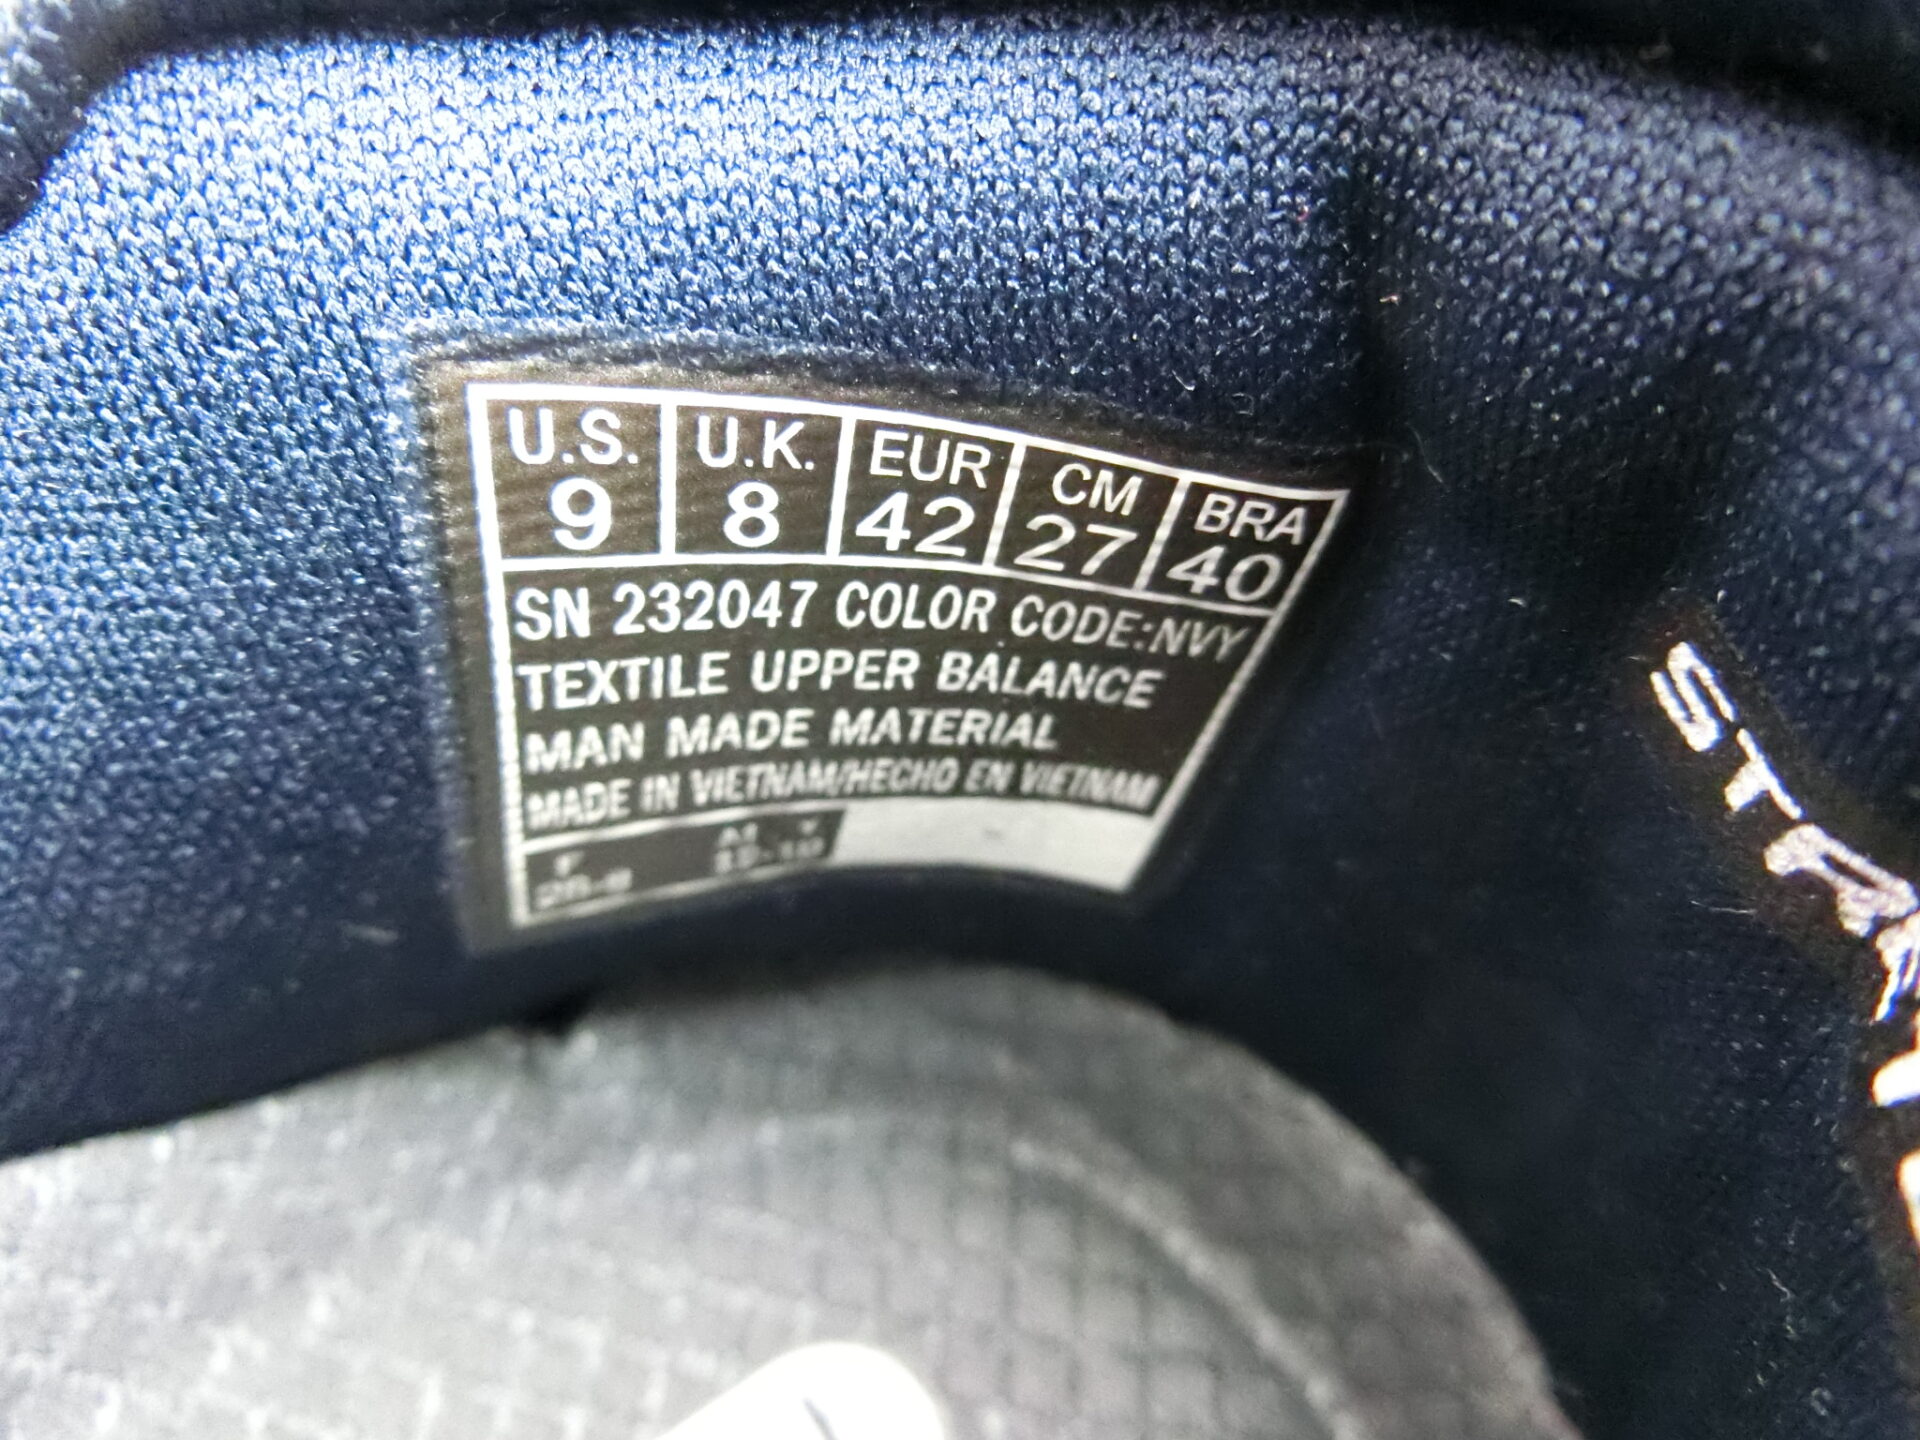 U.S. U.K. EUR CM BRA
9 8 42 27 40
SN 232047 COLOR CODE:NVY
TEXTILE UPPER BALANCE
MAN MADE MATERIAL
MADE IN VIETNAM/HECHO EN VIETNAM